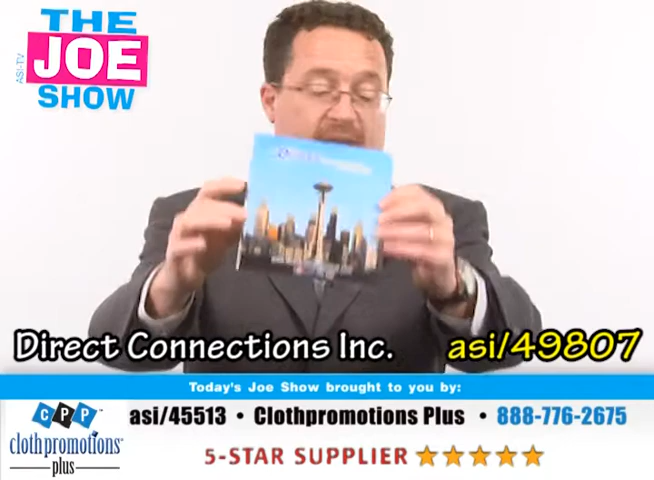 THE
JOE
SHOW
ASI-TV
Direct Connections Inc. asi/49807
Today's Joe Show brought to you by:
CPP™
clothpromotions®
plus
asi/45513 • Clothpromotions Plus • 888-776-2675
5-STAR SUPPLIER